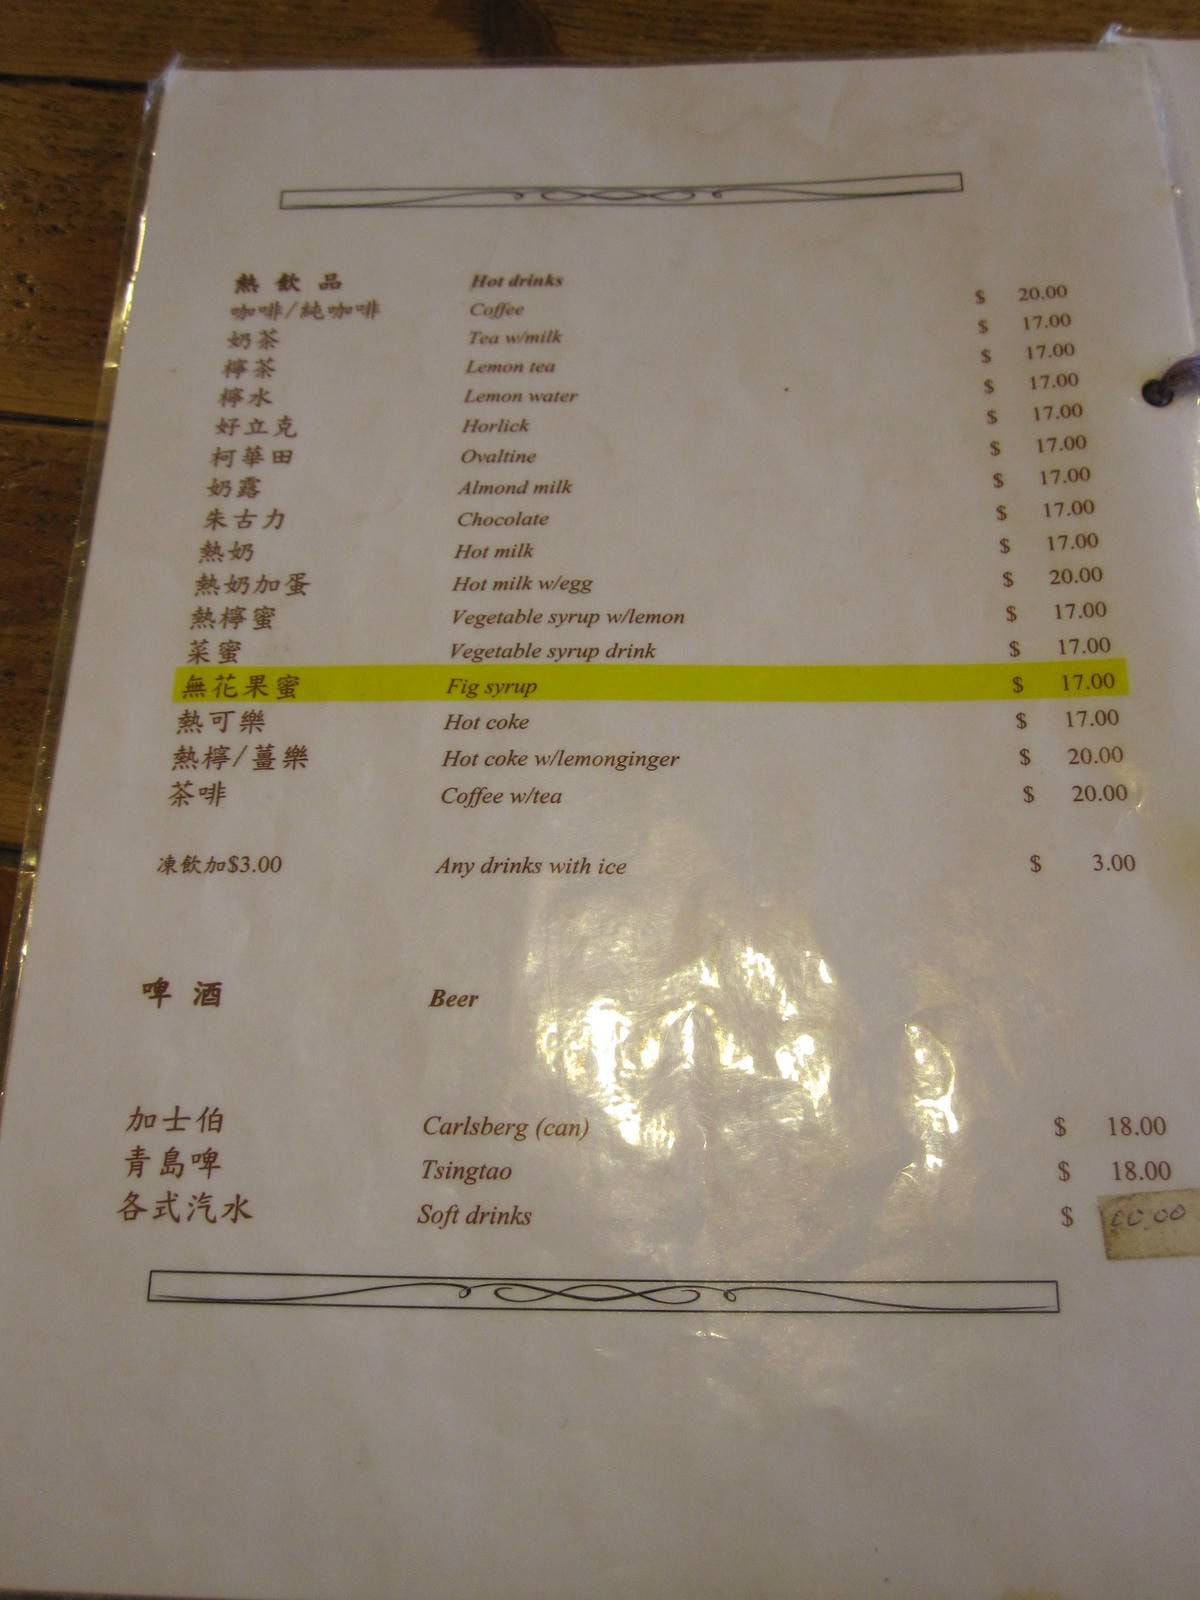 熱 飲 品 Hot drinks
咖啡/純咖啡 Coffee $ 20.00
奶茶 Tea w/milk $ 17.00
檸茶 Lemon tea $ 17.00
檸水 Lemon water $ 17.00
好立克 Horlick $ 17.00
柯華田 Ovaltine $ 17.00
奶露 Almond milk $ 17.00
朱古力 Chocolate $ 17.00
熱奶 Hot milk $ 17.00
熱奶加蛋 Hot milk w/egg $ 20.00
熱檸蜜 Vegetable syrup w/lemon $ 17.00
菜蜜 Vegetable syrup drink $ 17.00
無花果蜜 Fig syrup $ 17.00
熱可樂 Hot coke $ 17.00
熱檸/薑樂 Hot coke w/lemonginger $ 20.00
茶啡 Coffee w/tea $ 20.00
凍飲加$3.00 Any drinks with ice $ 3.00
啤 酒 Beer
加士伯 Carlsberg (can) $ 18.00
青島啤 Tsingtao $ 18.00
各式汽水 Soft drinks $